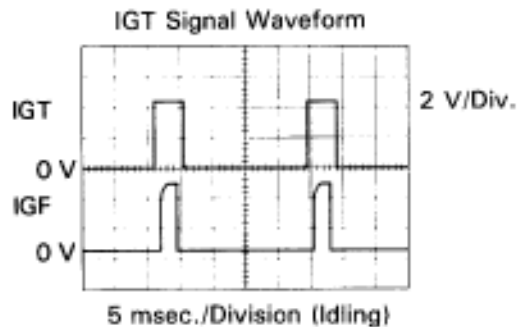 IGT Signal Waveform
IGT
2 V/Div.
0 V
IGF
0 V
5 msec./Division (Idling)